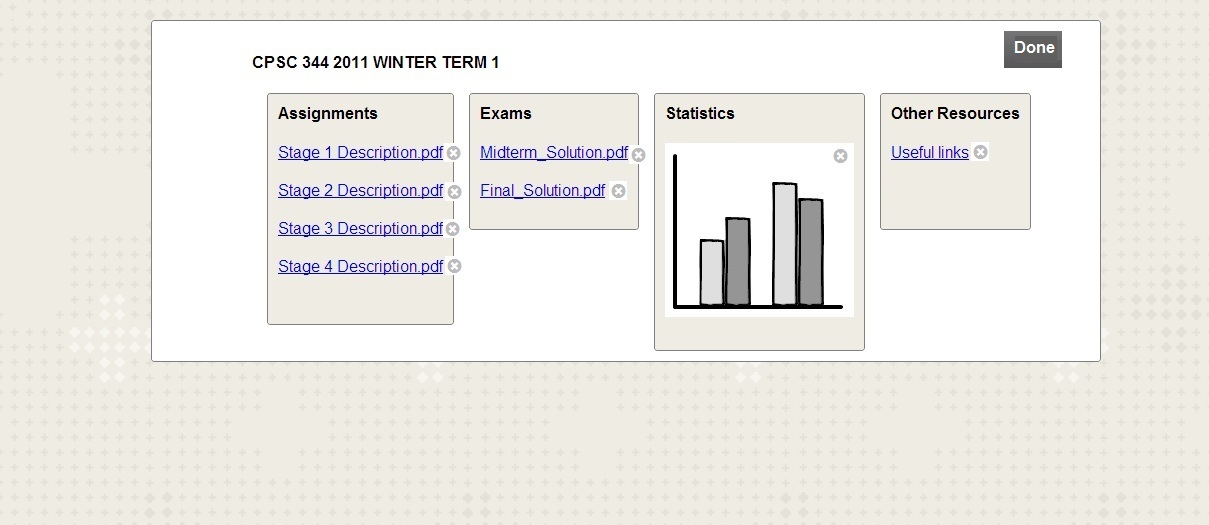 Done
CPSC 344 2011 WINTER TERM 1
Assignments
Stage 1 Description.pdf
Stage 2 Description.pdf
Stage 3 Description.pdf
Stage 4 Description.pdf
Exams
Midterm_Solution.pdf
Final_Solution.pdf
Statistics
Other Resources
Useful links